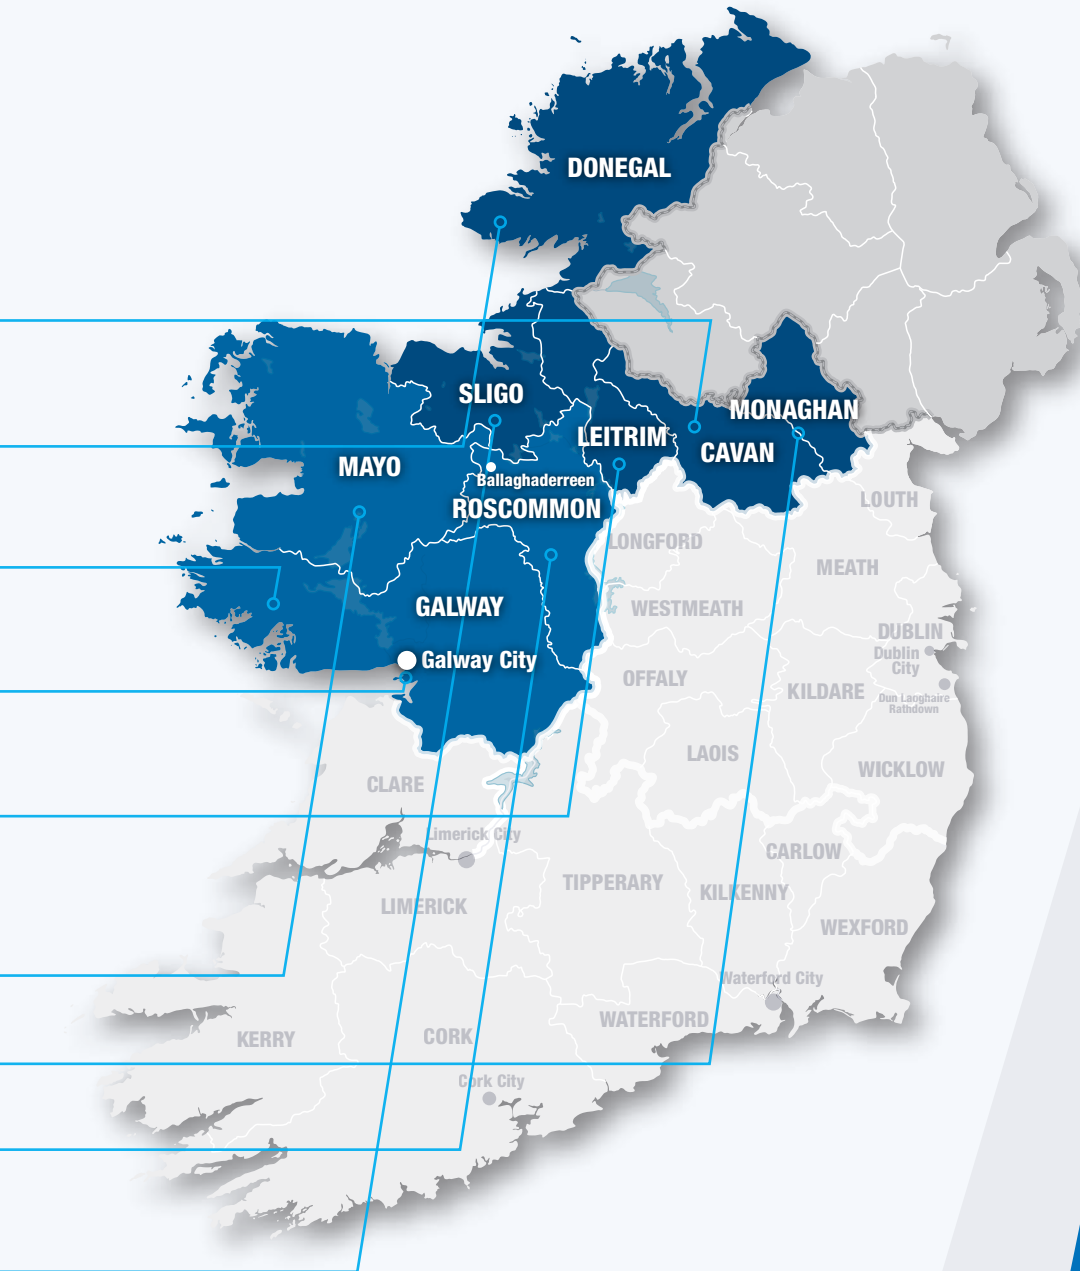 DONEGAL
SLIGO
MONAGHAN
LEITRIM
CAVAN
MAYO
Ballaghaderreen
ROSCOMMON
LOUTH
LONGFORD
MEATH
GALWAY
WESTMEATH
DUBLIN
Dublin
City
Galway City
OFFALY
KILDARE
Dun Laoghaire
Rathdown
LAOIS
WICKLOW
CLARE
Limerick City
CARLOW
TIPPERARY
KILKENNY
LIMERICK
WEXFORD
Waterford City
WATERFORD
KERRY
CORK
Cork City